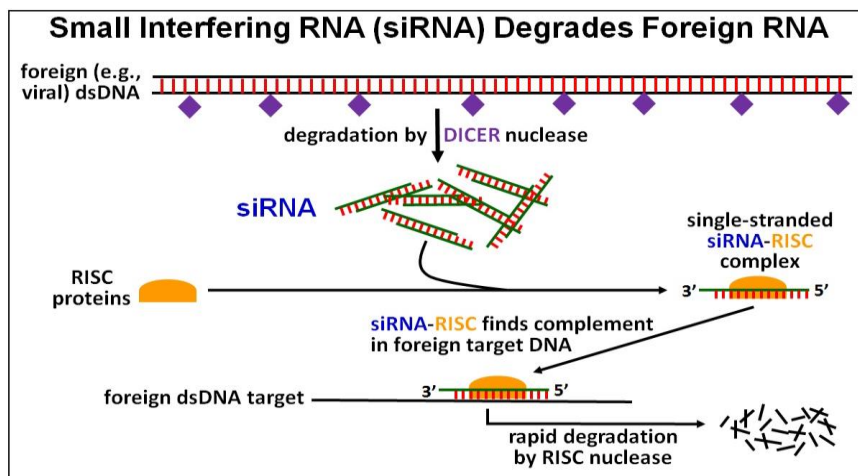 Small Interfering RNA (siRNA) Degrades Foreign RNA
foreign (e.g.,
viral) dsDNA
degradation by DICER nuclease
siRNA
single-stranded
siRNA-RISC
complex
RISC
proteins
3’ 5’
siRNA-RISC finds complement
in foreign target DNA
3’ 5’
foreign dsDNA target
rapid degradation
by RISC nuclease